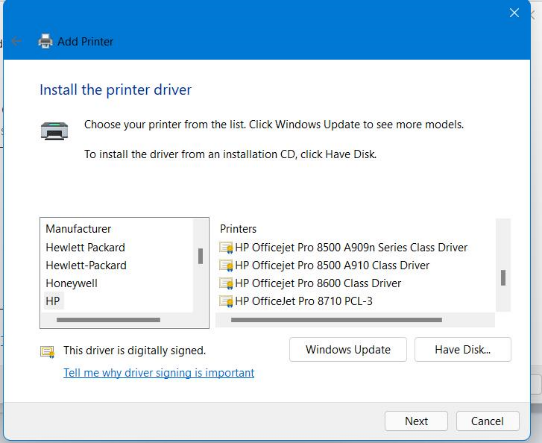 Add Printer
Install the printer driver
Choose your printer from the list. Click Windows Update to see more models.
To install the driver from an installation CD, click Have Disk.
Manufacturer
Hewlett Packard
Hewlett-Packard
Honeywell
HP
Printers
HP Officejet Pro 8500 A909n Series Class Driver
HP Officejet Pro 8500 A910 Class Driver
HP Officejet Pro 8600 Class Driver
HP OfficeJet Pro 8710 PCL-3
This driver is digitally signed.
Tell me why driver signing is important
Windows Update
Have Disk...
Next
Cancel